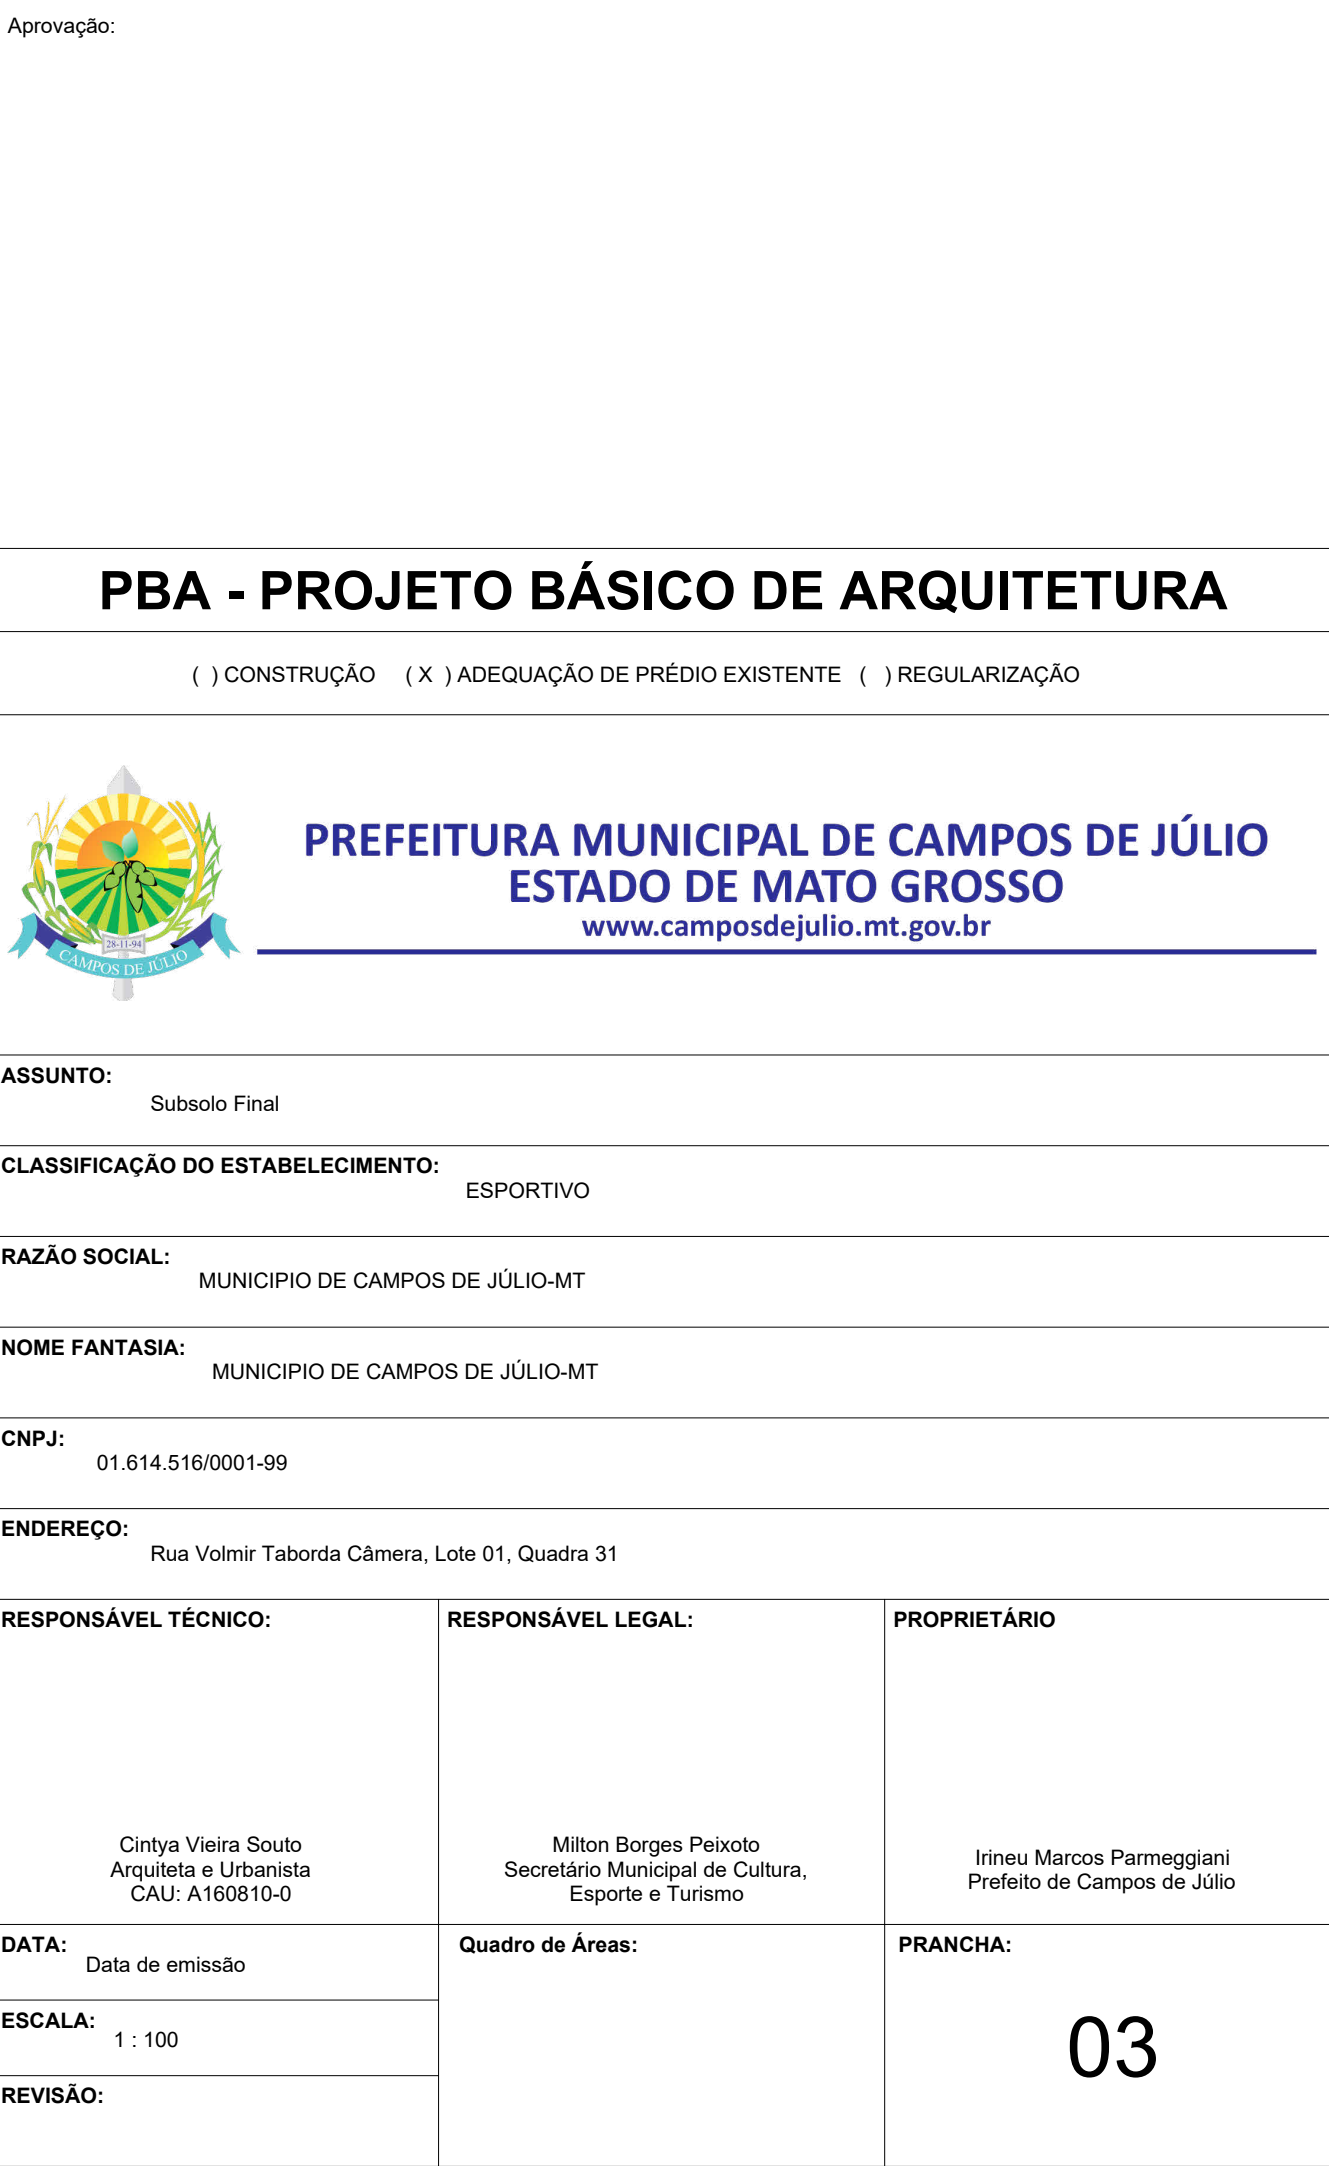 Aprovação:
PBA - PROJETO BÁSICO DE ARQUITETURA
( ) CONSTRUÇÃO ( X ) ADEQUAÇÃO DE PRÉDIO EXISTENTE ( ) REGULARIZAÇÃO
28-11-94
CAMPOS DE JÚLIO
PREFEITURA MUNICIPAL DE CAMPOS DE JÚLIO
ESTADO DE MATO GROSSO
www.camposdejulio.mt.gov.br
ASSUNTO:
Subsolo Final
CLASSIFICAÇÃO DO ESTABELECIMENTO:
ESPORTIVO
RAZÃO SOCIAL:
MUNICIPIO DE CAMPOS DE JÚLIO-MT
NOME FANTASIA:
MUNICIPIO DE CAMPOS DE JÚLIO-MT
CNPJ:
01.614.516/0001-99
ENDEREÇO:
Rua Volmir Taborda Câmera, Lote 01, Quadra 31
RESPONSÁVEL TÉCNICO:
Cintya Vieira Souto
Arquiteta e Urbanista
CAU: A160810-0
RESPONSÁVEL LEGAL:
Milton Borges Peixoto
Secretário Municipal de Cultura,
Esporte e Turismo
PROPRIETÁRIO
Irineu Marcos Parmeggiani
Prefeito de Campos de Júlio
DATA:
Data de emissão
ESCALA:
1 : 100
REVISÃO:
Quadro de Áreas:
PRANCHA:
03